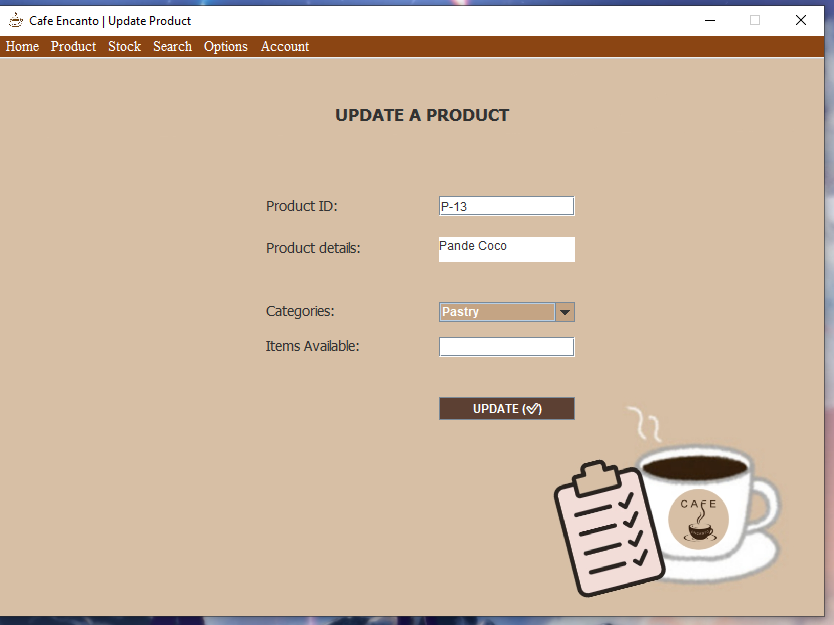 Cafe Encanto | Update Product
Home Product Stock Search Options Account
UPDATE A PRODUCT
Product ID: P-13
Product details: Pande Coco
Categories: Pastry
Items Available:
UPDATE (✓)
CAFE